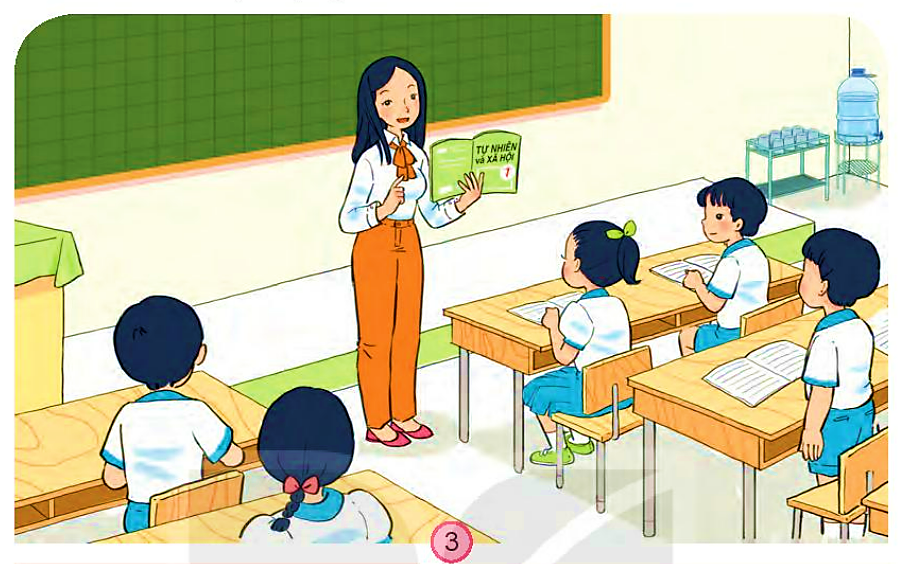 TỰ NHIÊN
và XÃ HỘI
1
3